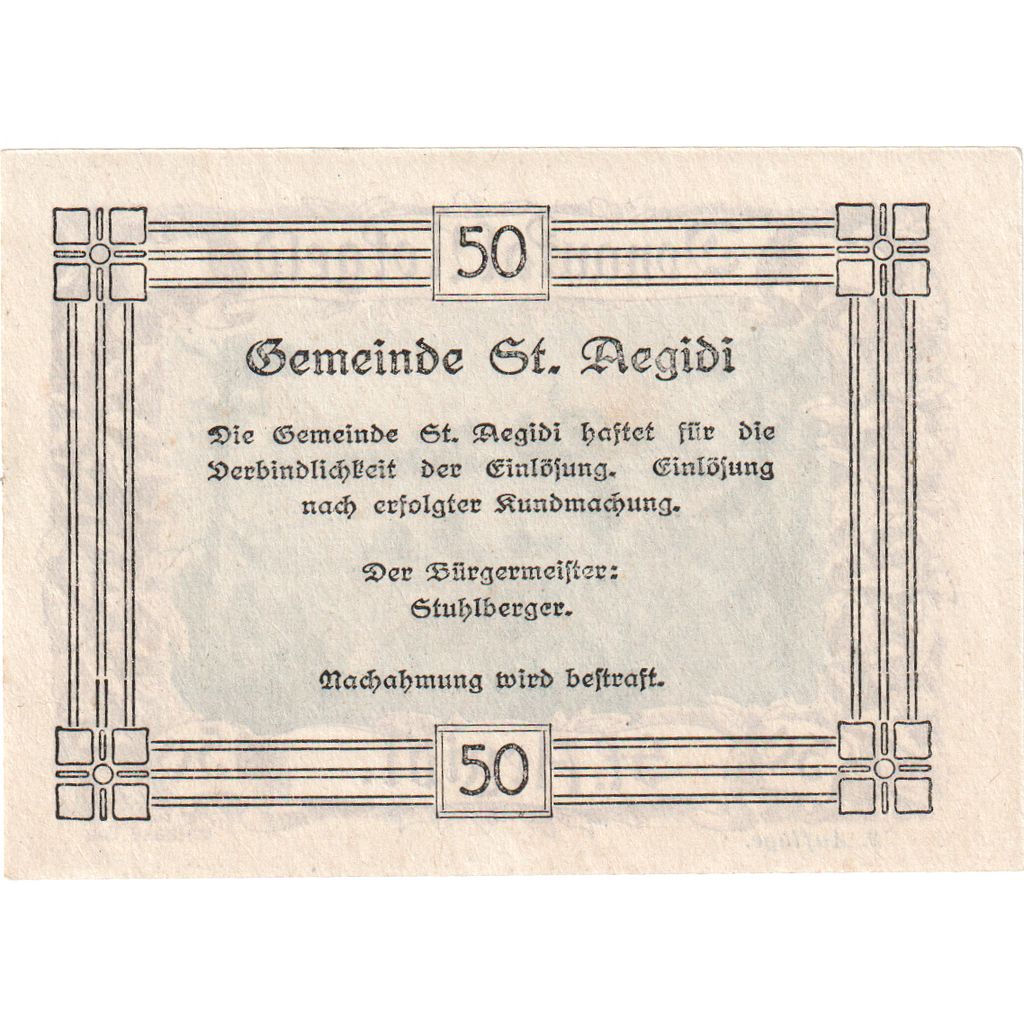 50
Gemeinde St. Aegidi
Die Gemeinde St. Aegidi haftet für die
Verbindlichkeit der Einlösung. Einlösung
nach erfolgter Kundmachung.
Der Bürgermeister:
Stuhlberger.
Nachahmung wird bestraft.
50